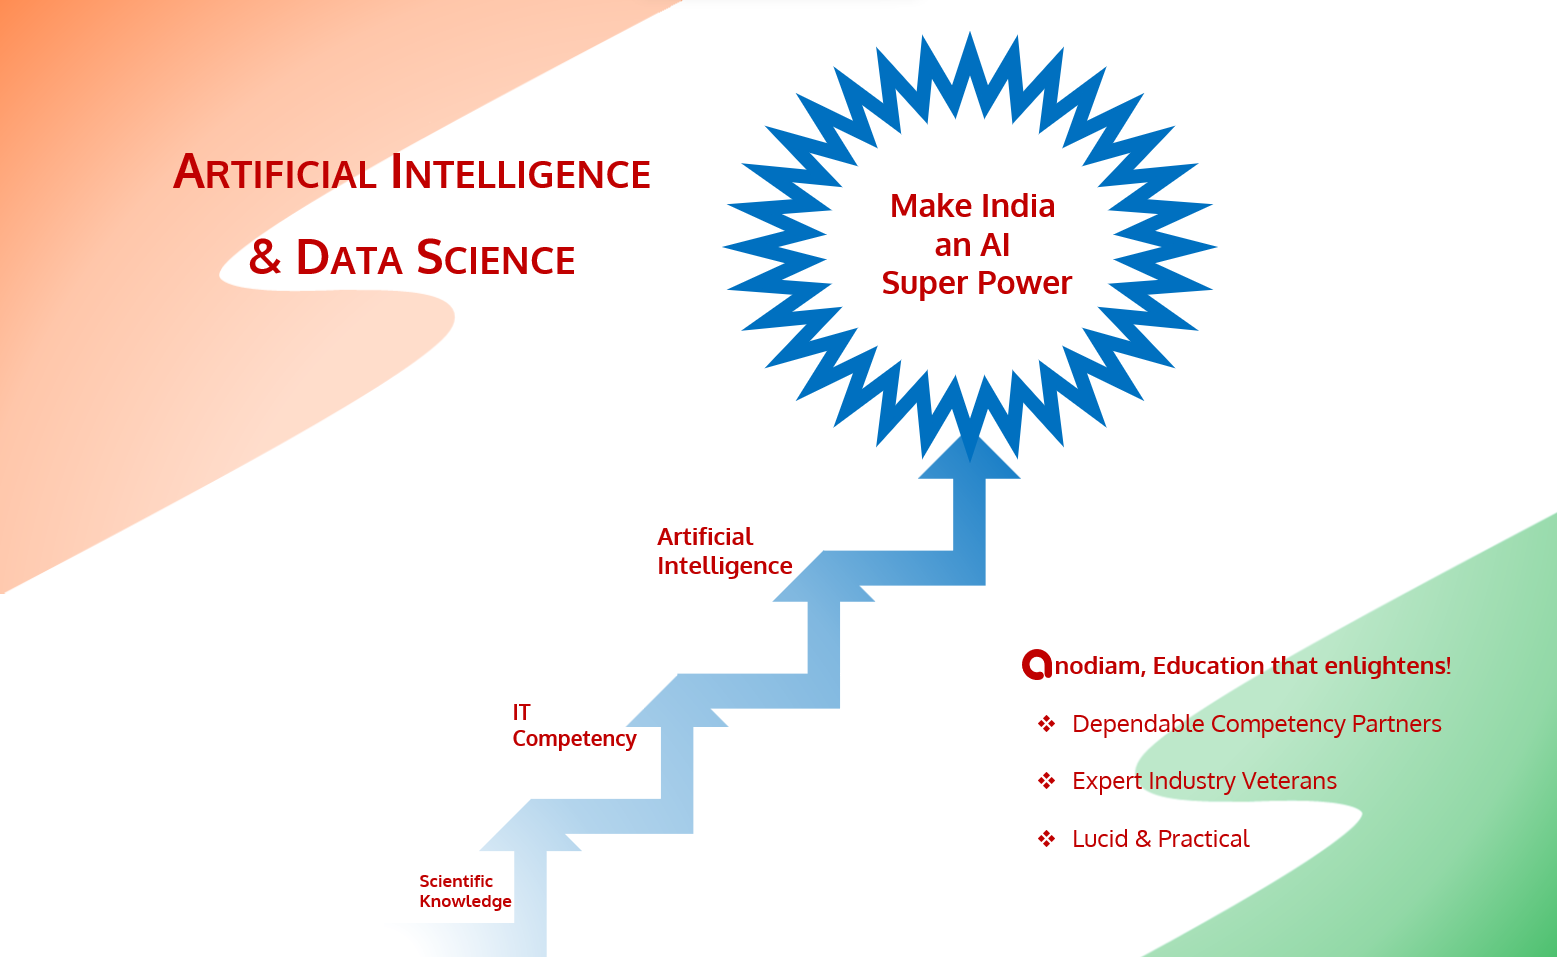 ARTIFICIAL INTELLIGENCE
& DATA SCIENCE
Make India
an AI
Super Power
Artificial
Intelligence
IT
Competency
Scientific
Knowledge
anodiam, Education that enlightens!
❖ Dependable Competency Partners
❖ Expert Industry Veterans
❖ Lucid & Practical